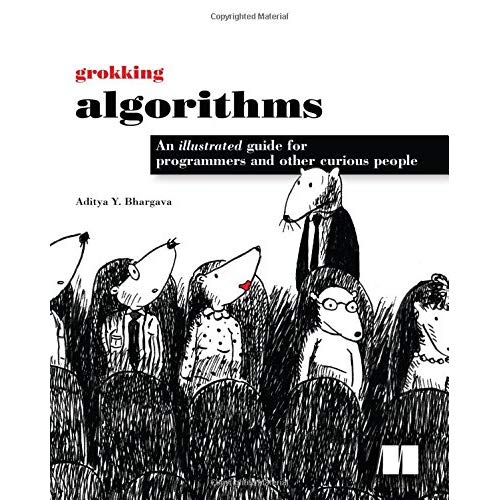 Copyrighted Material
grokking
algorithms
An illustrated guide for
programmers and other curious people
Aditya Y. Bhargava